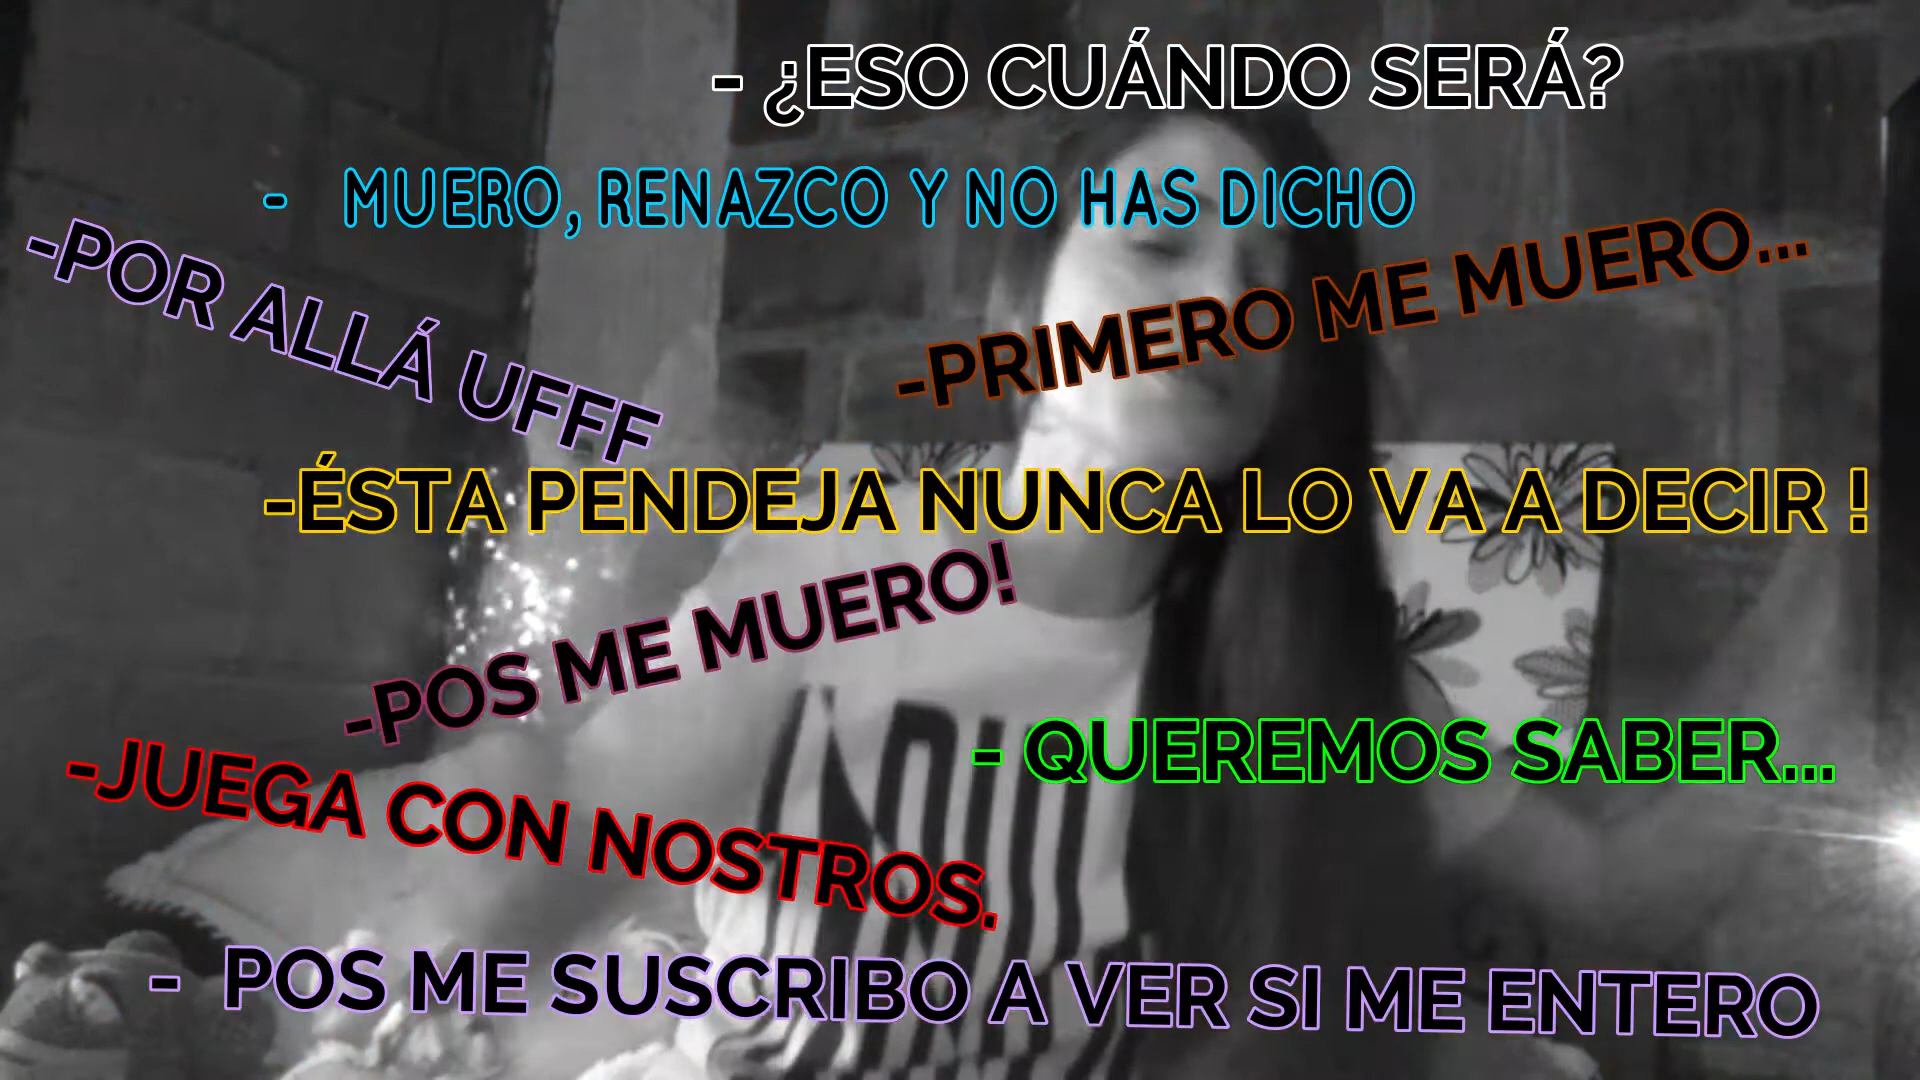 - ¿ESO CUÁNDO SERÁ?
- MUERO, RENAZCO Y NO HAS DICHO
-POR ALLÁ UFFF
-PRIMERO ME MUERO...
-ÉSTA PENDEJA NUNCA LO VA A DECIR !
-POS ME MUERO!
- QUEREMOS SABER...
-JUEGA CON NOSTROS.
- POS ME SUSCRIBO A VER SI ME ENTERO